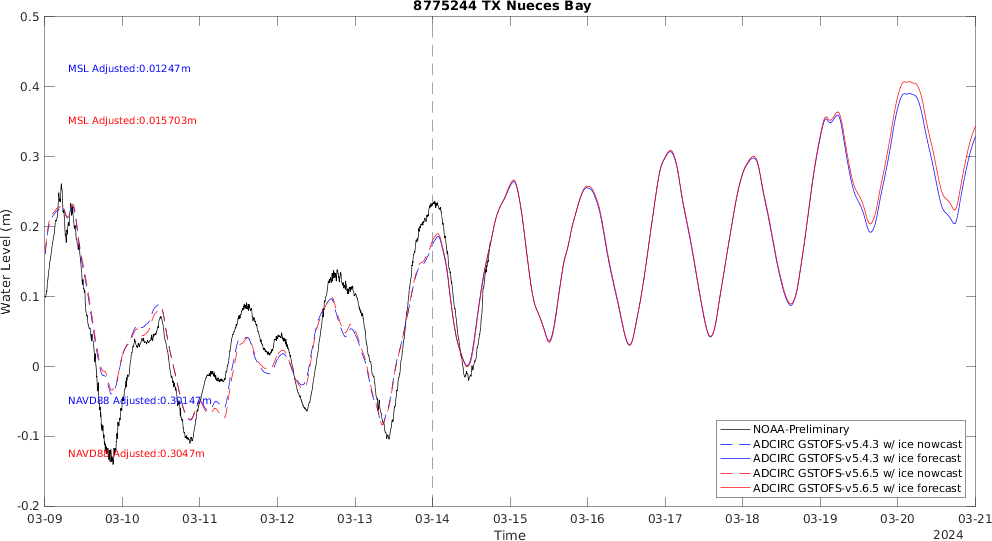 8775244 TX Nueces Bay
0.5
MSL Adjusted:0.01247m
0.4
MSL Adjusted:0.015703m
0.3
0.2
Water Level (m)
0.1
0
NAVD88 Adjusted:0.30147m
-0.1
NAVD88 Adjusted:0.3047m
-0.2
NOAA-Preliminary
ADCIRC GSTOFS-v5.4.3 w/ ice nowcast
ADCIRC GSTOFS-v5.4.3 w/ ice forecast
ADCIRC GSTOFS-v5.6.5 w/ ice nowcast
ADCIRC GSTOFS-v5.6.5 w/ ice forecast
03-09 03-10 03-11 03-12 03-13 03-14 03-15 03-16 03-17 03-18 03-19 03-20 03-21
Time
2024